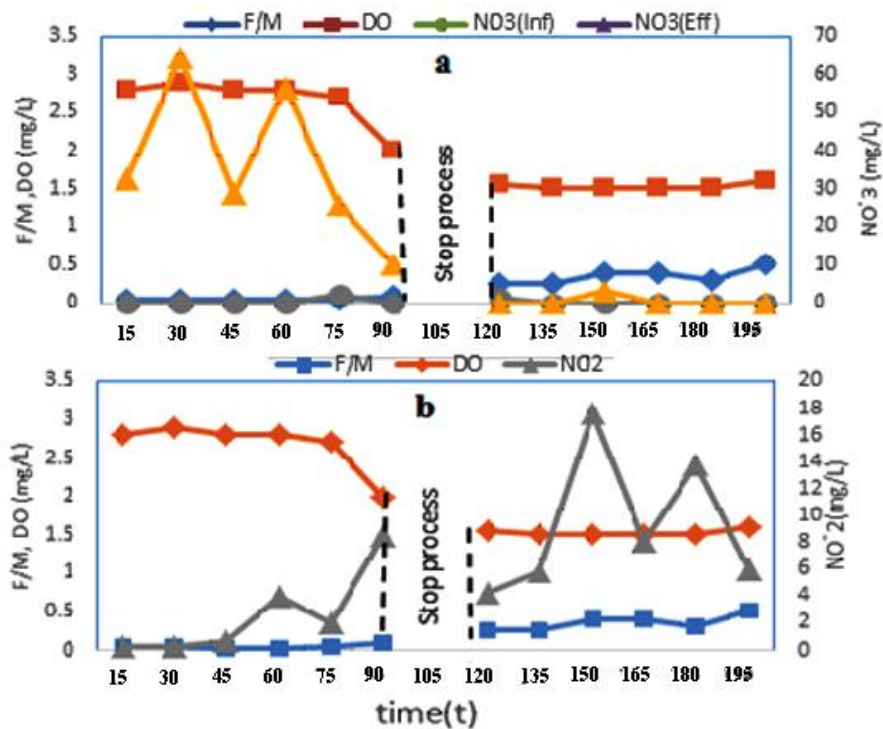 F/M DO ND3(Inf) NO3(Eff)
a
3.5
3
2.5
2
1.5
1
0.5
0
F/M ,DO (mg/L)
70
60
50
40
30
20
10
0
NO⁻3 (mg/L)
Stop process
15 30 45 60 75 90 105 120 135 150 165 180 195
F/M DO NO2
b
3.5
3
2.5
2
1.5
1
0.5
0
F/M, DO (mg/L)
20
18
16
14
12
10
8
6
4
2
0
NO⁻2(mg/L)
Stop process
15 30 45 60 75 90 105 120 135 150 165 180 195
time(t)